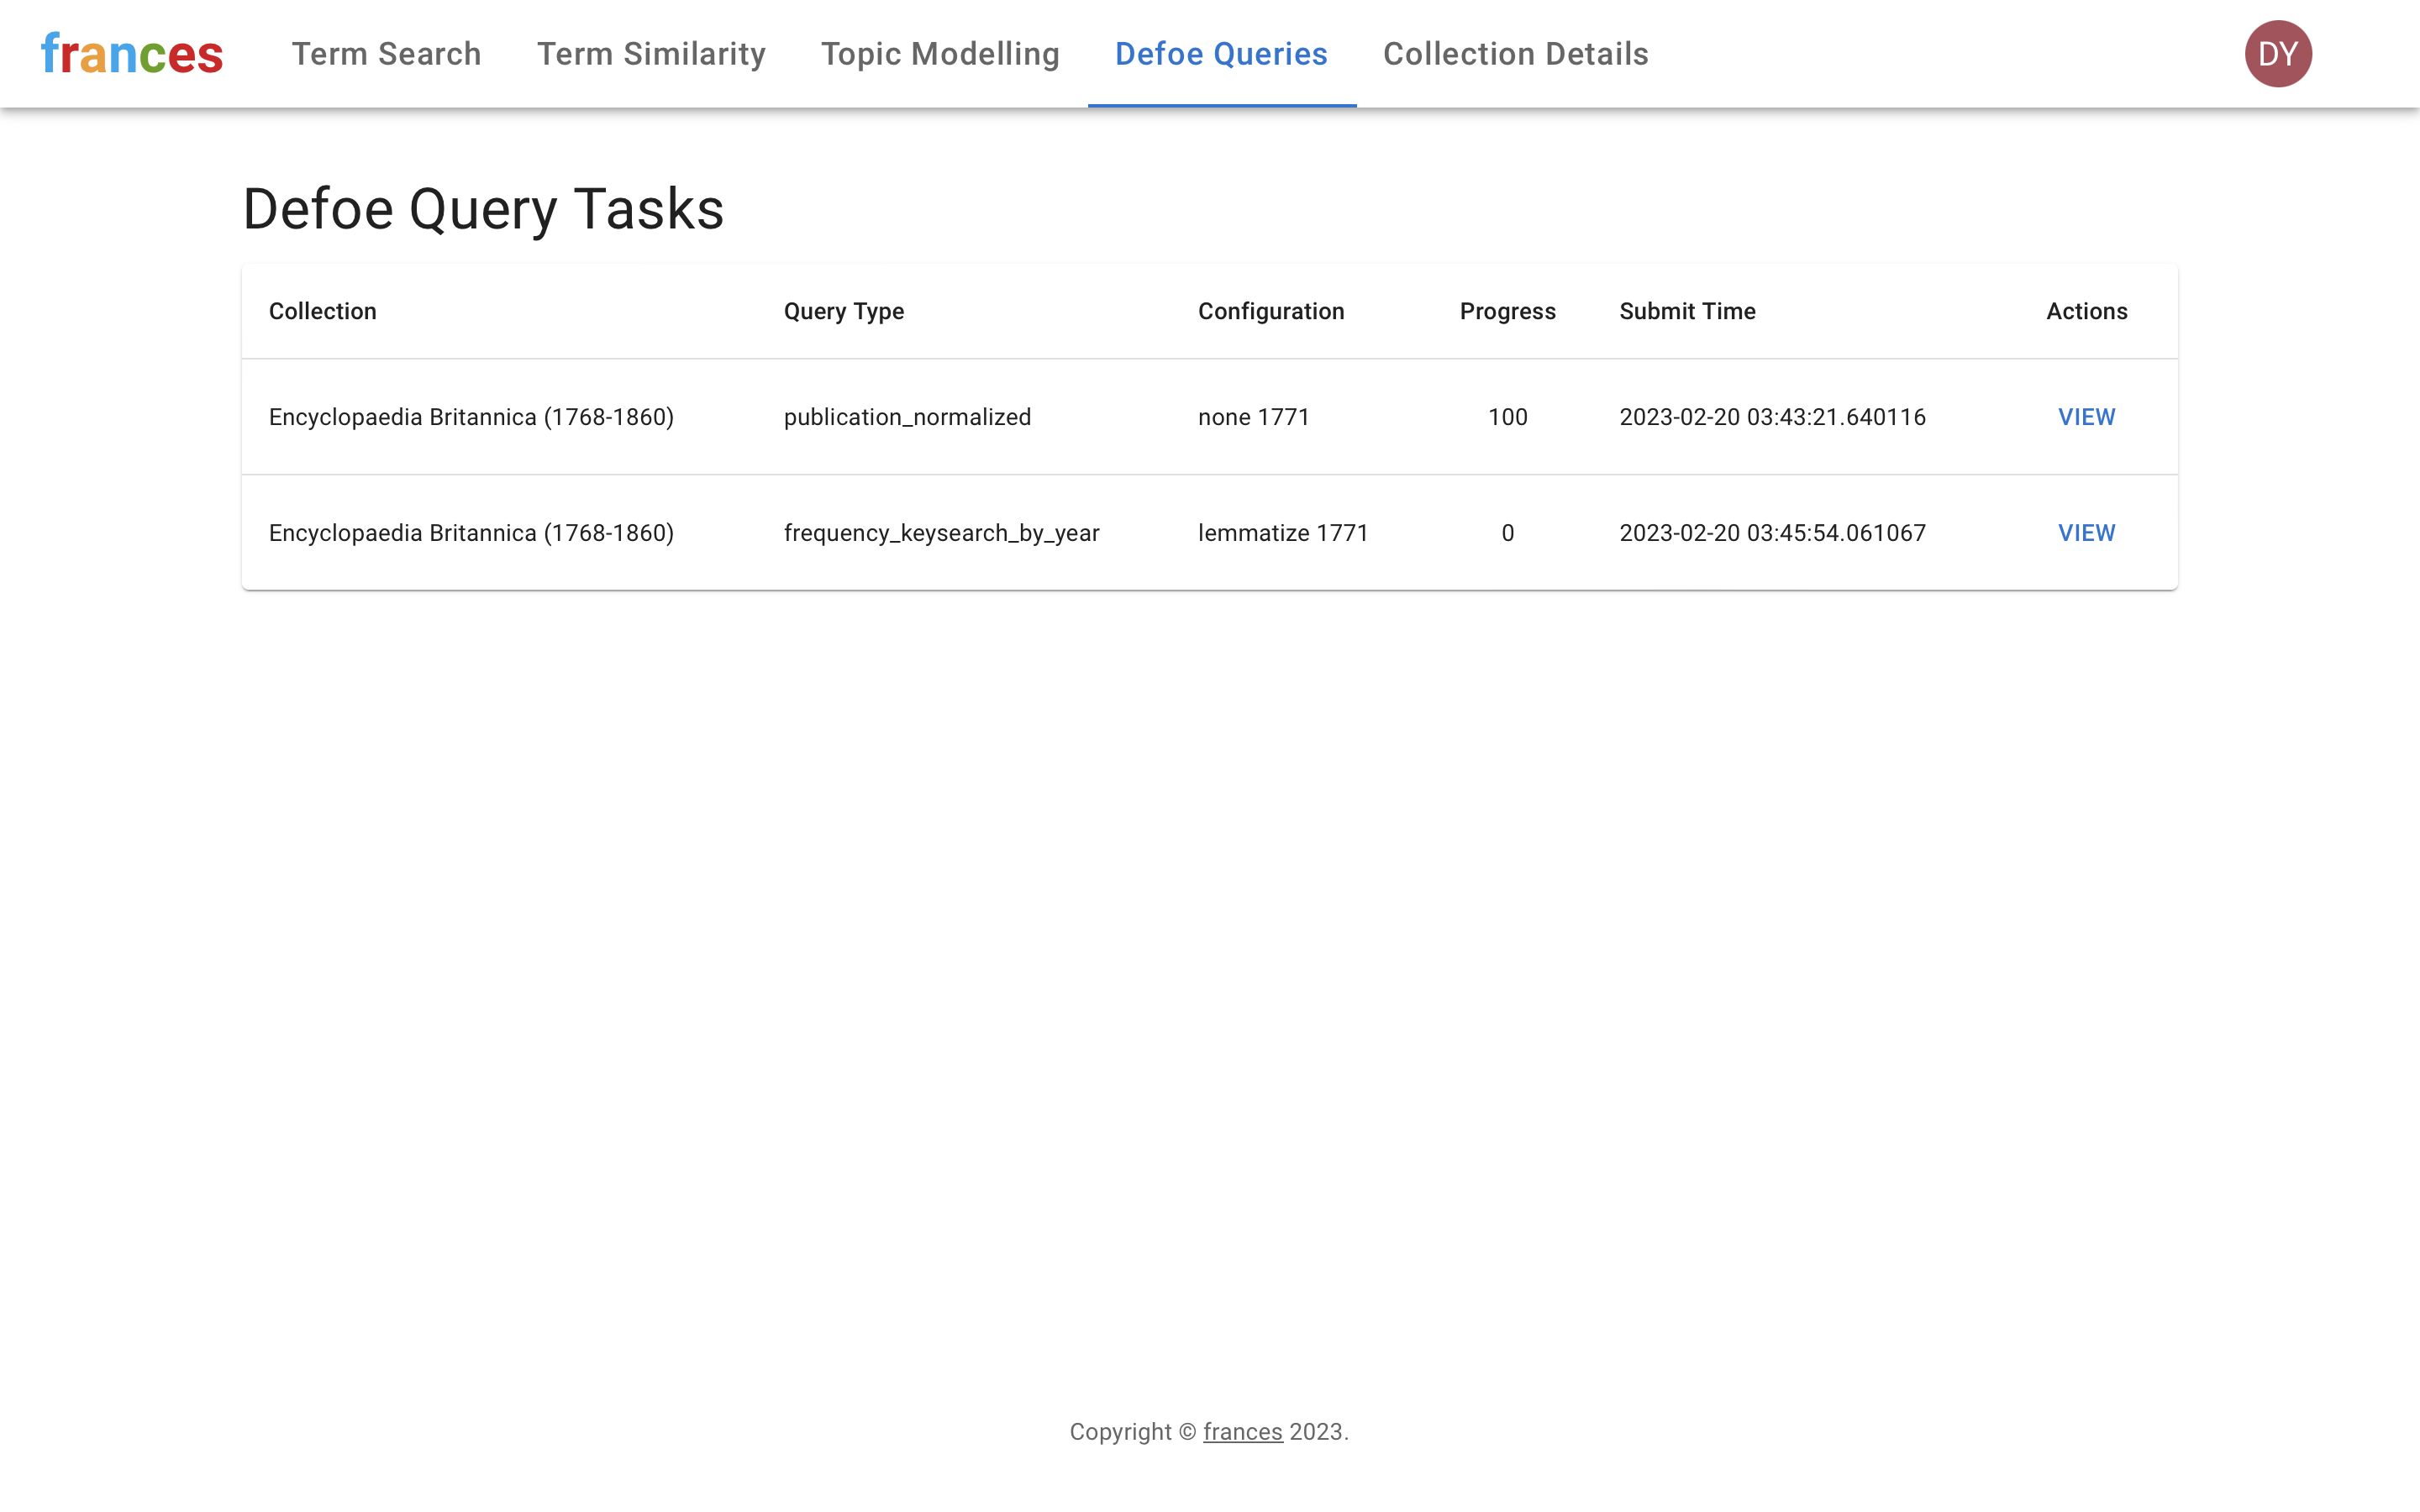 frances Term Search Term Similarity Topic Modelling Defoe Queries Collection Details DY
Defoe Query Tasks
Collection Query Type Configuration Progress Submit Time Actions
Encyclopaedia Britannica (1768-1860) publication_normalized none 1771 100 2023-02-20 03:43:21.640116 VIEW
Encyclopaedia Britannica (1768-1860) frequency_keysearch_by_year lemmatize 1771 0 2023-02-20 03:45:54.061067 VIEW
Copyright © frances 2023.